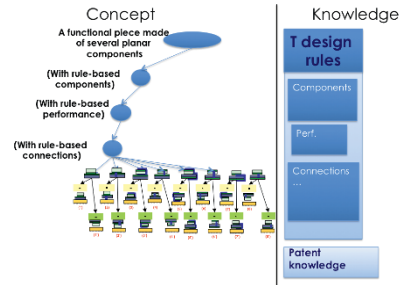 Concept
A functional piece made
of several planar
components
(With rule-based
components)
(With rule-based
performance)
(With rule-based
connections)
Knowledge
T design
rules
Components
Perf.
Connections
...
Patent
knowledge